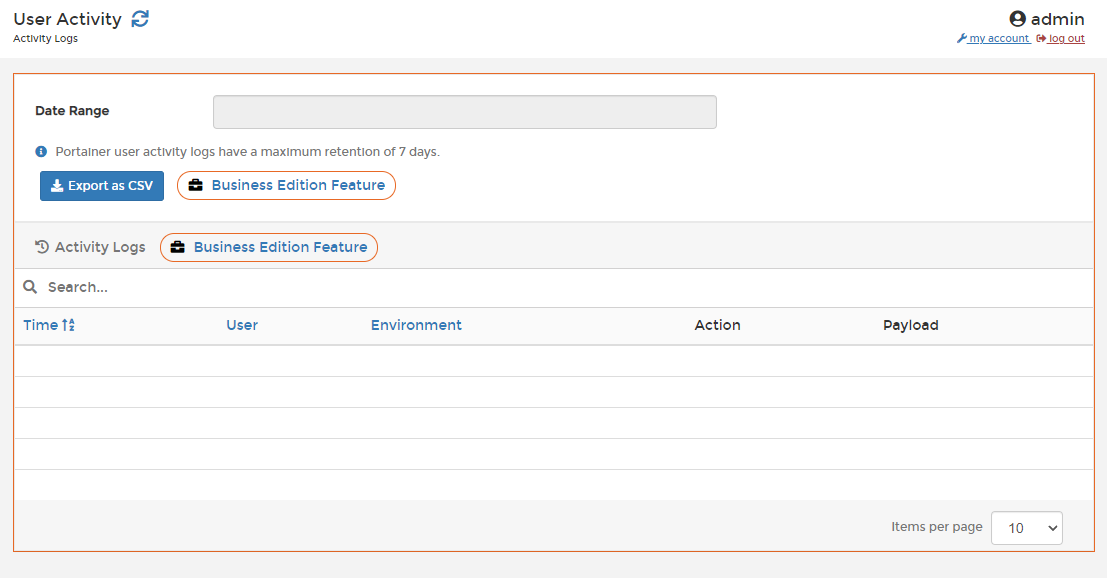 User Activity
admin
Activity Logs
my account log out
Date Range
Portainer user activity logs have a maximum retention of 7 days.
Export as CSV Business Edition Feature
Activity Logs Business Edition Feature
Search...
Time User Environment Action Payload
Items per page 10